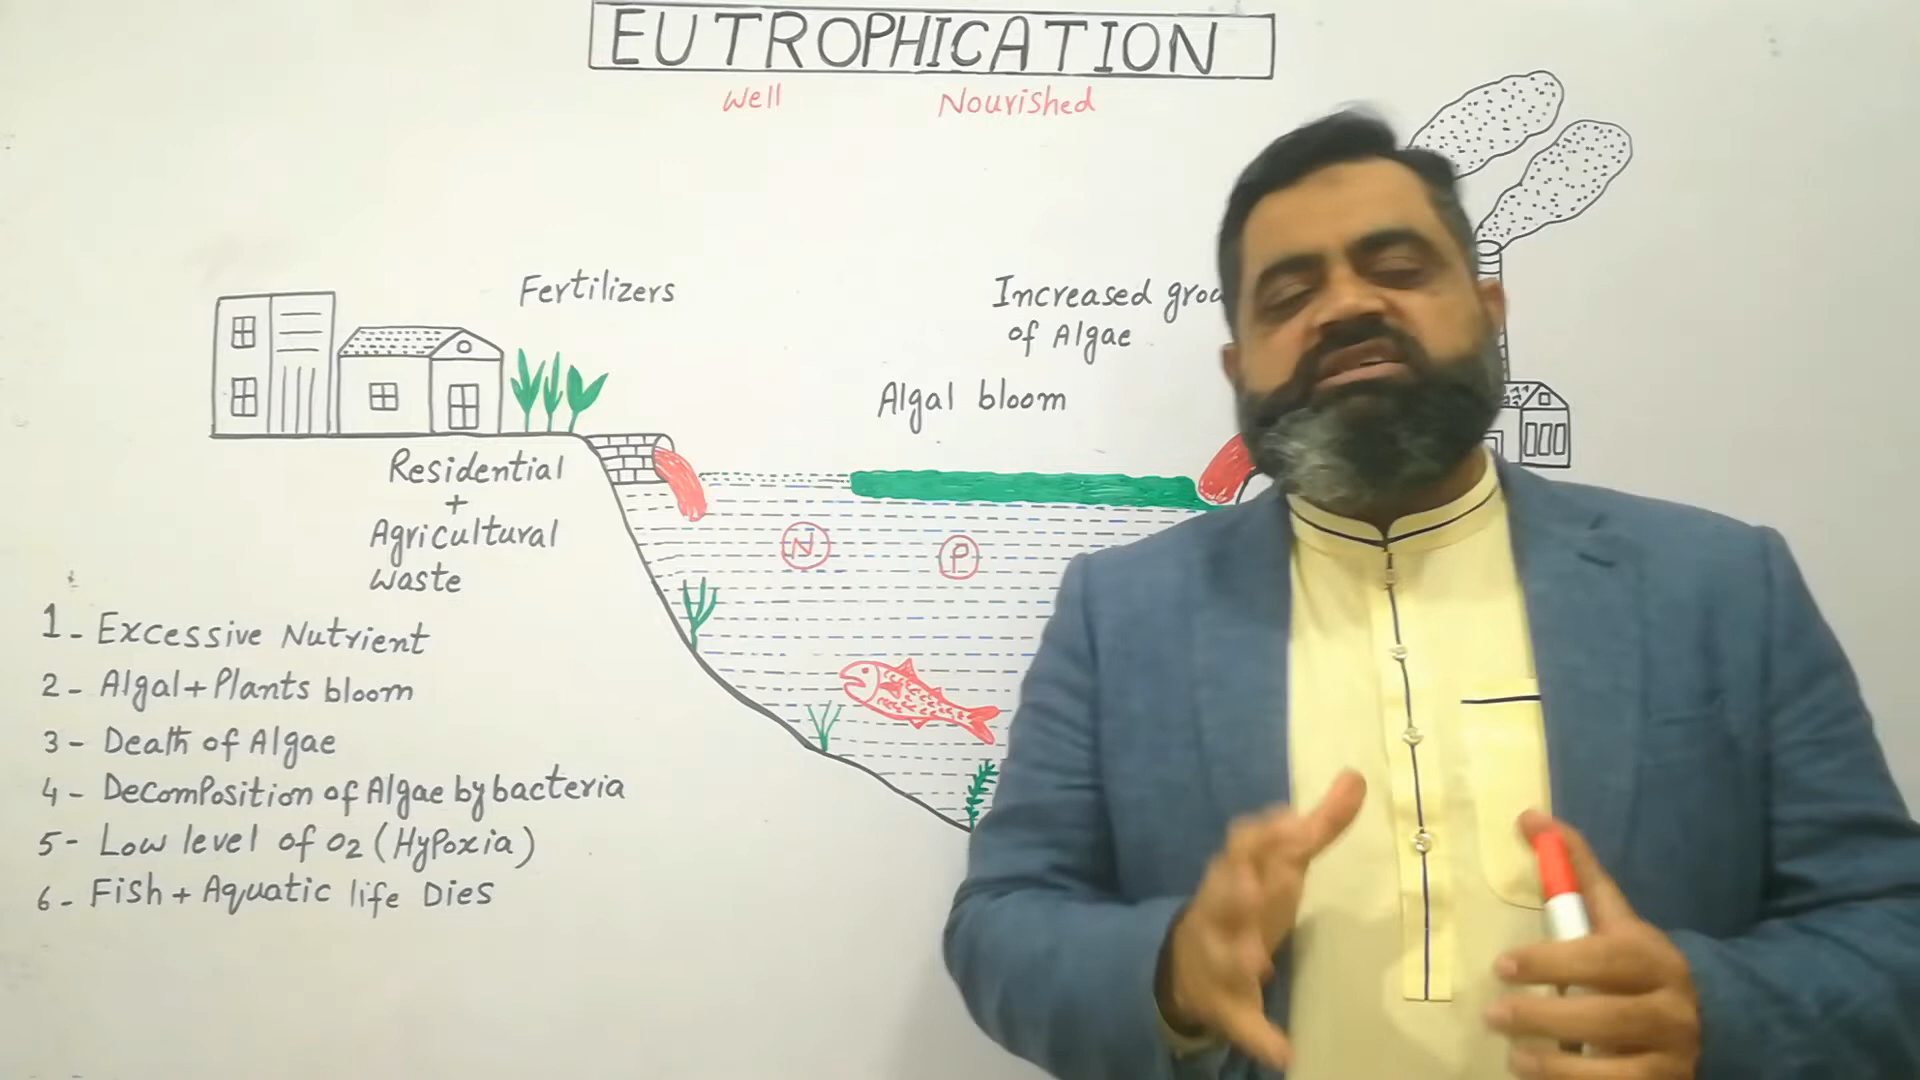 EUTROPHICATION
Well Nourished
Fertilizers
Increased
of Algae
Algal bloom
Residential
+
Agricultural
waste
N P
1- Excessive Nutrient
2- Algal + Plants bloom
3- Death of Algae
4- Decomposition of Algae by bacteria
5- Low level of O2 (Hypoxia)
6- Fish + Aquatic life Dies